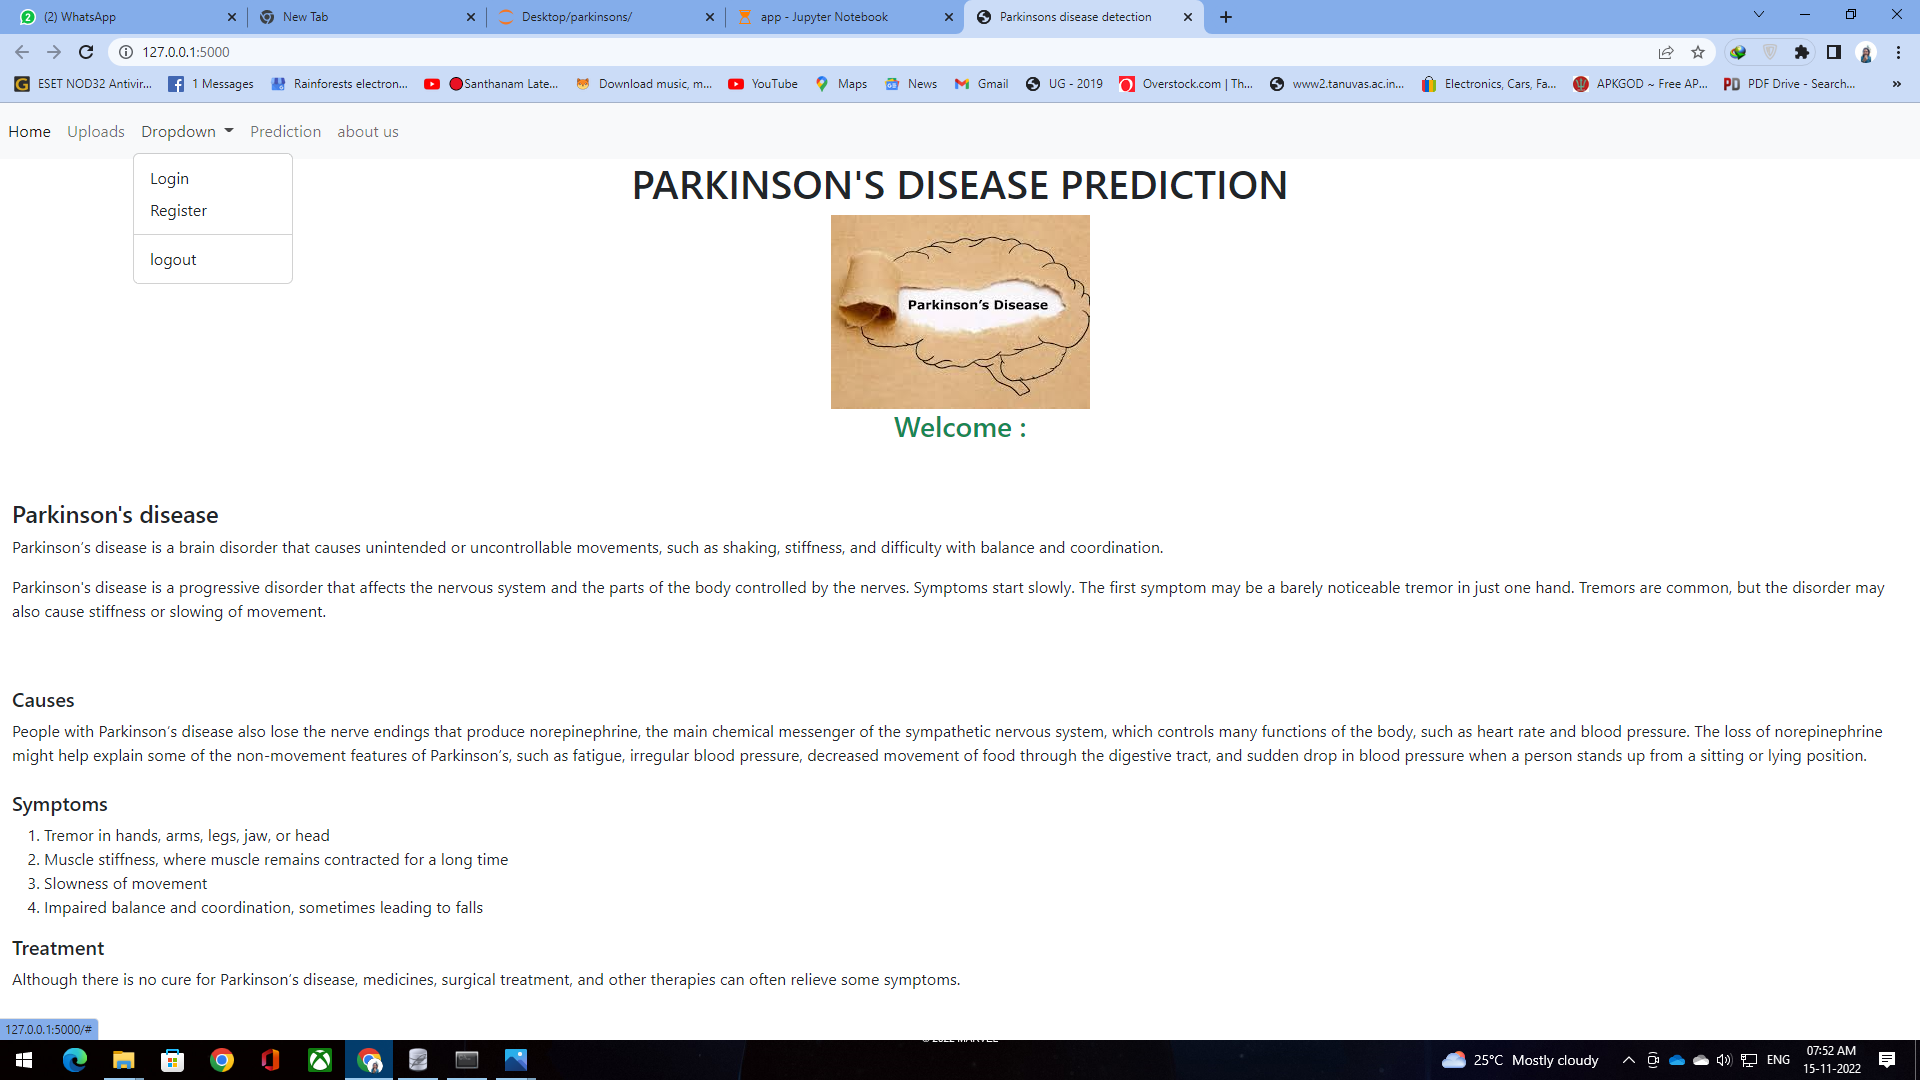 (2) WhatsApp
New Tab
Desktop/parkinsons/
app - Jupyter Notebook
Parkinsons disease detection
127.0.0.1:5000
ESET NOD32 Antivir...
1 Messages
Rainforests electron...
Santhanam Late...
Download music, m...
YouTube
Maps
News
Gmail
UG - 2019
Overstock.com | Th...
www2.tanuvas.ac.in...
Electronics, Cars, Fa...
APKGOD ~ Free AP...
PD PDF Drive - Search...
»
Home Uploads Dropdown Prediction about us
Login
Register
logout
PARKINSON'S DISEASE PREDICTION
Parkinson's Disease
Welcome :
Parkinson's disease
Parkinson's disease is a brain disorder that causes unintended or uncontrollable movements, such as shaking, stiffness, and difficulty with balance and coordination.
Parkinson's disease is a progressive disorder that affects the nervous system and the parts of the body controlled by the nerves. Symptoms start slowly. The first symptom may be a barely noticeable tremor in just one hand. Tremors are common, but the disorder may
also cause stiffness or slowing of movement.
Causes
People with Parkinson's disease also lose the nerve endings that produce norepinephrine, the main chemical messenger of the sympathetic nervous system, which controls many functions of the body, such as heart rate and blood pressure. The loss of norepinephrine
might help explain some of the non-movement features of Parkinson's, such as fatigue, irregular blood pressure, decreased movement of food through the digestive tract, and sudden drop in blood pressure when a person stands up from a sitting or lying position.
Symptoms
1. Tremor in hands, arms, legs, jaw, or head
2. Muscle stiffness, where muscle remains contracted for a long time
3. Slowness of movement
4. Impaired balance and coordination, sometimes leading to falls
Treatment
Although there is no cure for Parkinson's disease, medicines, surgical treatment, and other therapies can often relieve some symptoms.
127.0.0.1:5000/#
© 2022 MARVEL
25°C Mostly cloudy
ENG
07:52 AM
15-11-2022